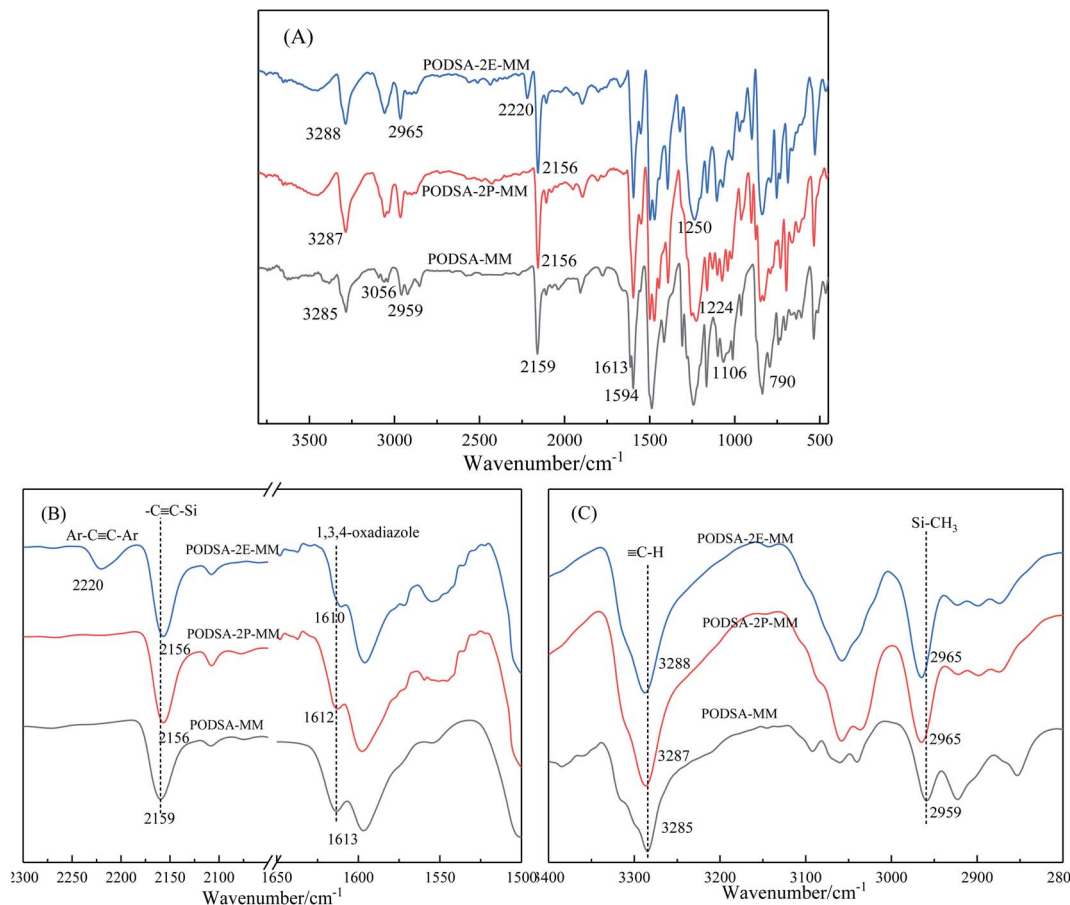 (A)
PODSA-2E-MM
2220
3288
2965
2156
PODSA-2P-MM
1250
3287
2156
PODSA-MM
3056
2959
3285
1224
2159
1613
1106
790
1594
3500 3000 2500 2000 1500 1000 500
Wavenumber/cm-1
(B)
-C≡C-Si
Ar-C≡C-Ar
1,3,4-oxadiazole
PODSA-2E-MM
2220
1610
2156
PODSA-2P-MM
1612
PODSA-MM
2156
2159
1613
2300 2250 2200 2150 2100 1650 1600 1550 1500
Wavenumber/cm-1
(C)
Si-CH3
≡C-H
PODSA-2E-MM
3288
2965
PODSA-2P-MM
PODSA-MM
3287
2965
3285
2959
3400 3300 3200 3100 3000 2900 2800
Wavenumber/cm-1